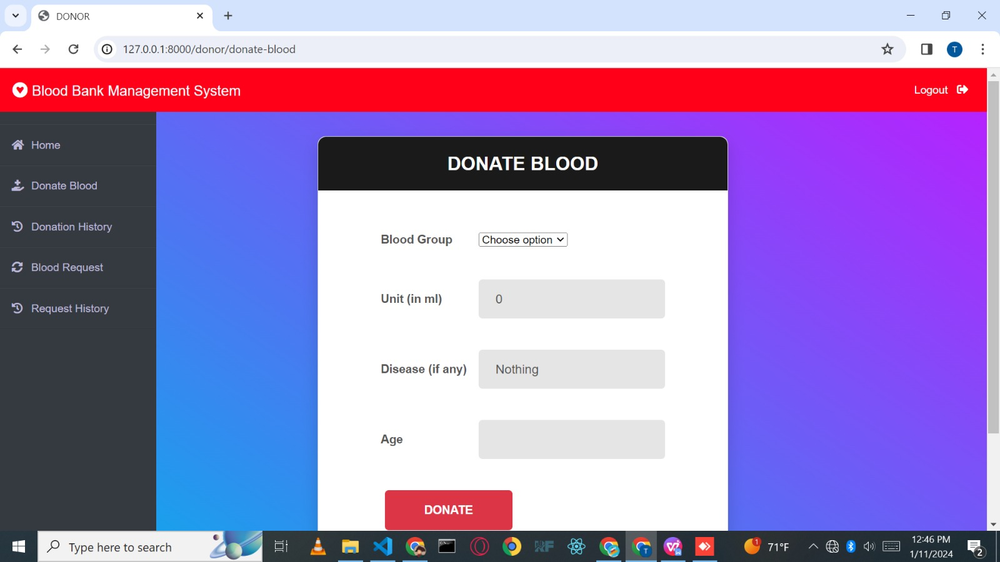 DONOR
127.0.0.1:8000/donor/donate-blood
T
Blood Bank Management System
Logout
Home
Donate Blood
Donation History
Blood Request
Request History
DONATE BLOOD
Blood Group
Choose option
Unit (in ml)
0
Disease (if any)
Nothing
Age
DONATE
Type here to search
T
1
71°F
12:46 PM
1/11/2024
2